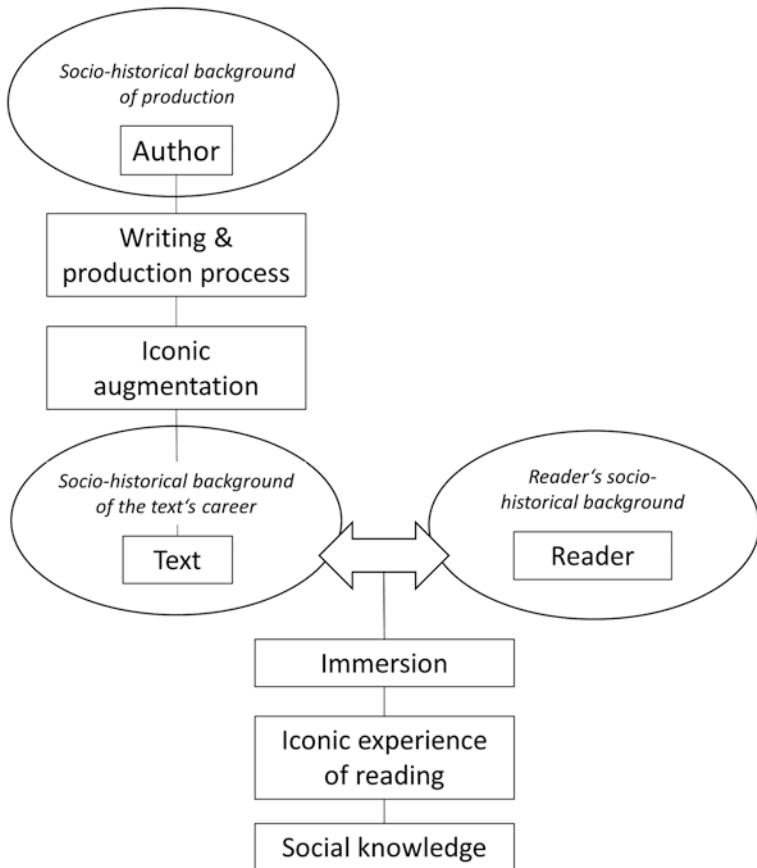 Socio-historical background
of production
Author
Writing &
production process
Iconic
augmentation
Socio-historical background
of the text‘s career
Text
Reader‘s socio-
historical background
Reader
Immersion
Iconic experience
of reading
Social knowledge